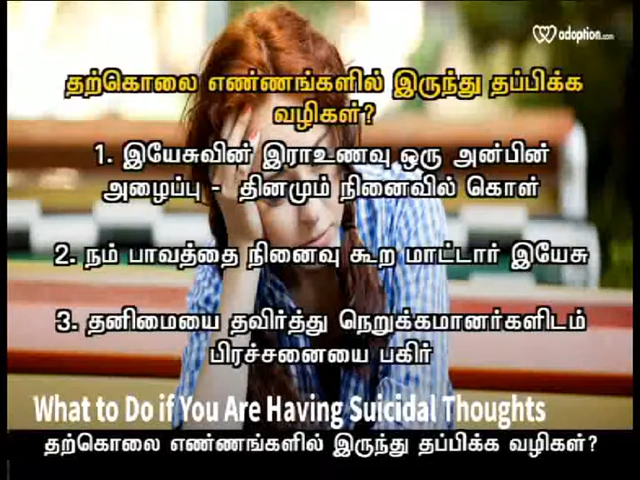 adoption.com
தற்கொலை எண்ணங்களில் இருந்து தப்பிக்க
வழிகள்?
1. இயேசுவின் இராஉணவு ஒரு அன்பின்
அழைப்பு - தினமும் நினைவில் கொள்
2. நம் பாவத்தை நினைவு கூற மாட்டார் இயேசு
3. தனிமையை தவிர்த்து நெறுக்கமானர்களிடம்
பிரச்சனையை பகிர்
What to Do if You Are Having Suicidal Thoughts
தற்கொலை எண்ணங்களில் இருந்து தப்பிக்க வழிகள்?